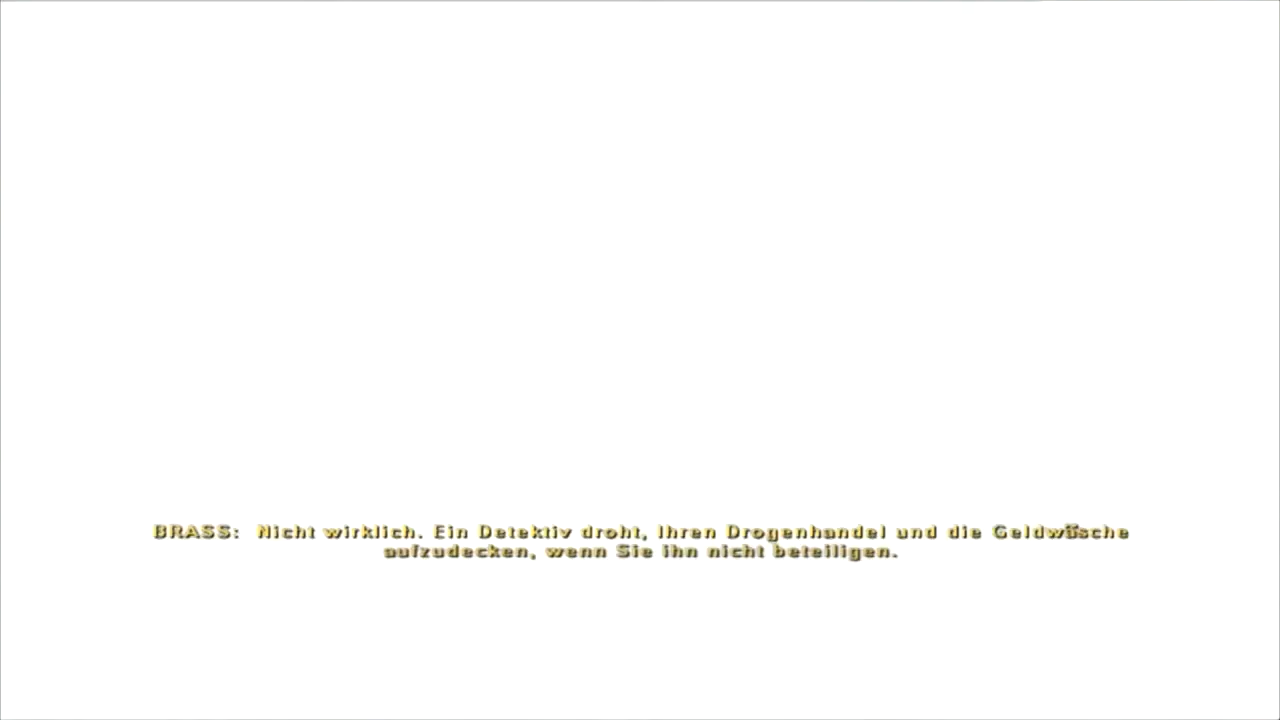 BRASS: Nicht wirklich. Ein Detektiv droht, Ihren Drogenhandel und die Geldwäsche
aufzudecken, wenn Sie ihn nicht beteiligen.